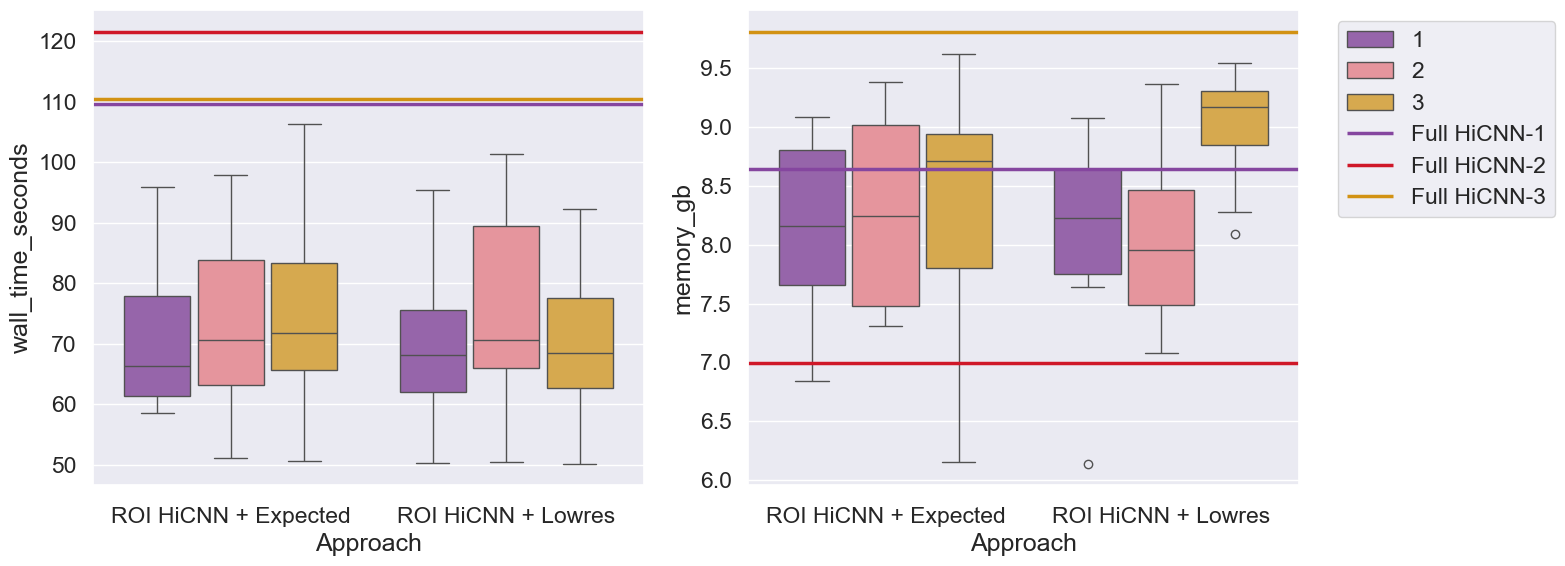 120
110
100
90
80
70
60
50
wall_time_seconds
ROI HiCNN + Expected
ROI HiCNN + Lowres
Approach
9.5
9.0
8.5
8.0
7.5
7.0
6.5
6.0
memory_gb
ROI HiCNN + Expected
ROI HiCNN + Lowres
Approach
1
2
3
Full HiCNN-1
Full HiCNN-2
Full HiCNN-3